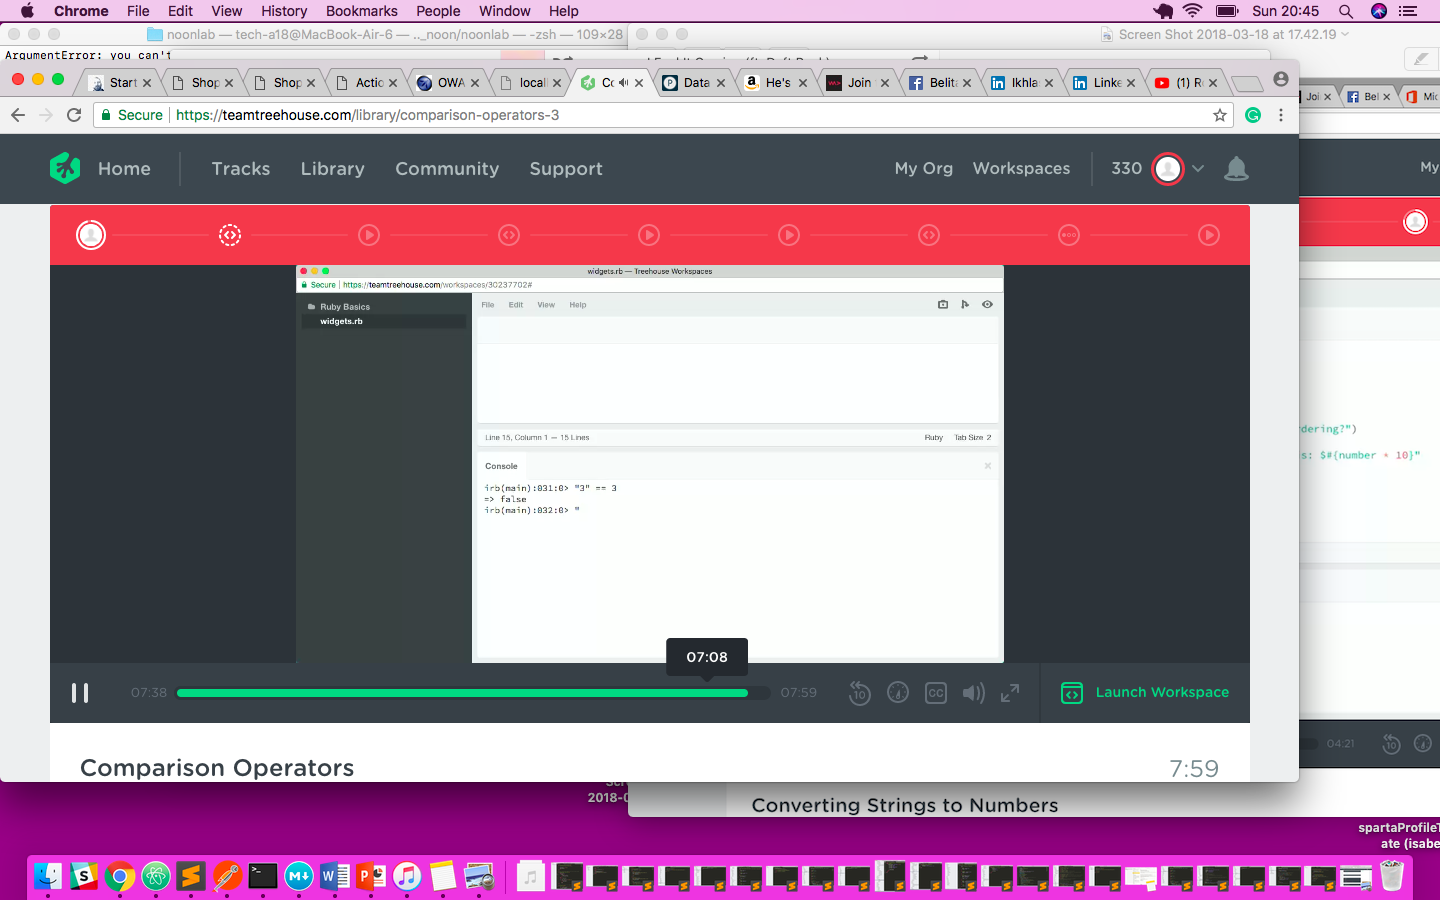 Chrome File Edit View History Bookmarks People Window Help Sun 20:45
noonlab — tech-a18@MacBook-Air-6 — .._noon/noonlab — -zsh — 109×28
Screen Shot 2018-03-18 at 17.42.19
ArgumentError: you can't
Start Shop Shop Actio OWA locall Co Data He's Join Belita Ikhla Linke (1) R
Joi Bel Mic
Secure https://teamtreehouse.com/library/comparison-operators-3
Home Tracks Library Community Support My Org Workspaces 330
My
widgets.rb — Treehouse Workspaces
Secure https://teamtreehouse.com/workspaces/30237702#
Ruby Basics
widgets.rb
File Edit View Help
Line 15, Column 1 — 15 Lines Ruby Tab Size 2
Console
irb(main):031:0> "3" == 3
=> false
irb(main):032:0> "
dering?")
s: $#{number * 10}"
07:08
07:38 07:59 10 CC Launch Workspace
04:21 10
Comparison Operators 7:59
2018-0
Converting Strings to Numbers
spartaProfileT
ate (isabe